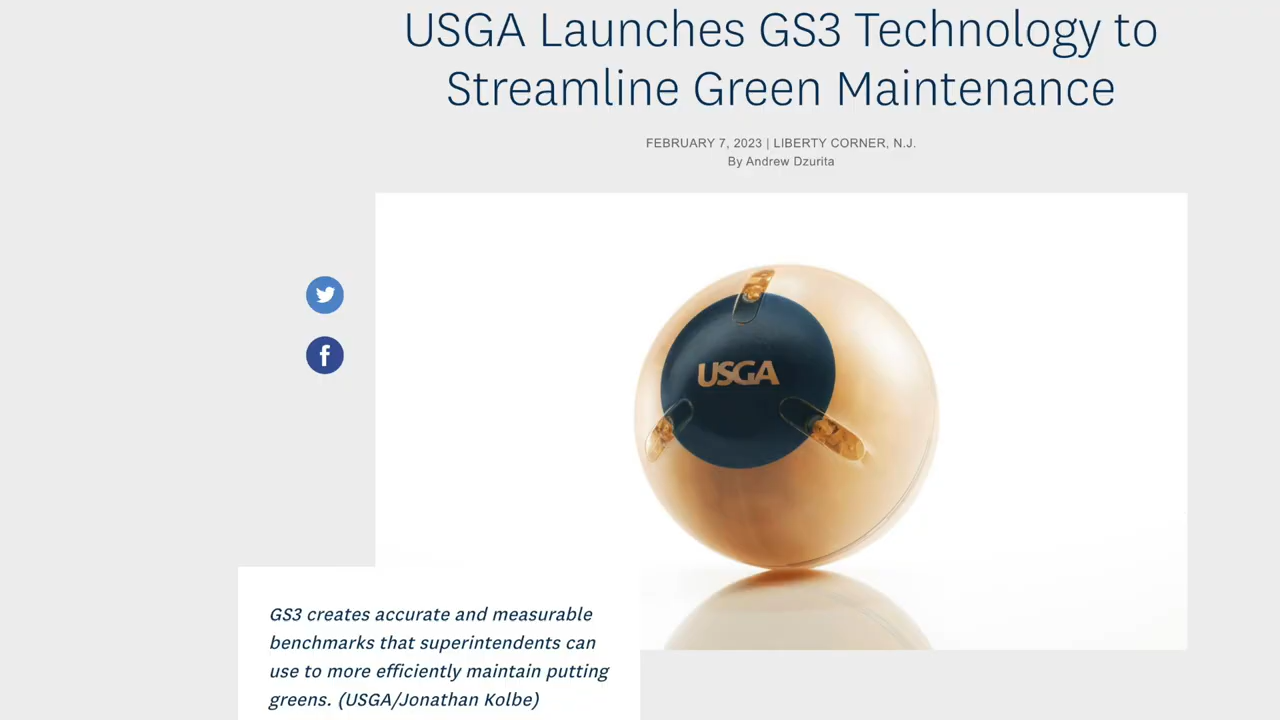 USGA Launches GS3 Technology to
Streamline Green Maintenance
FEBRUARY 7, 2023 | LIBERTY CORNER, N.J.
By Andrew Dzurita
USGA
GS3 creates accurate and measurable
benchmarks that superintendents can
use to more efficiently maintain putting
greens. (USGA/Jonathan Kolbe)